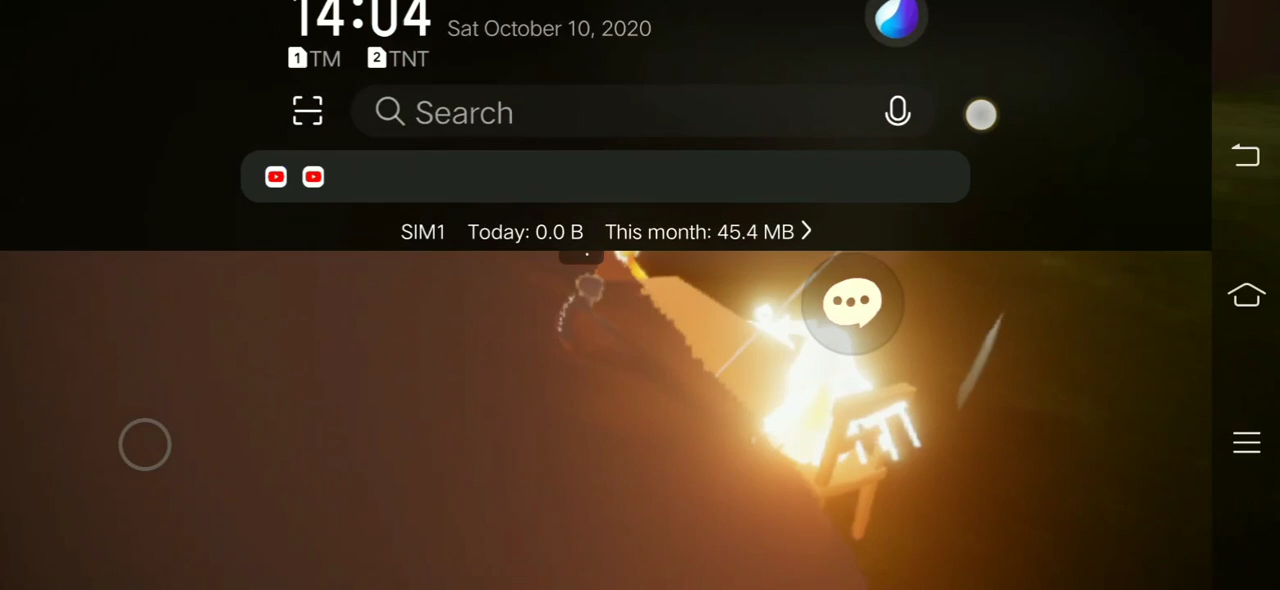 14:04
Sat October 10, 2020
1 TM 2 TNT
Search
SIM1 Today: 0.0 B This month: 45.4 MB